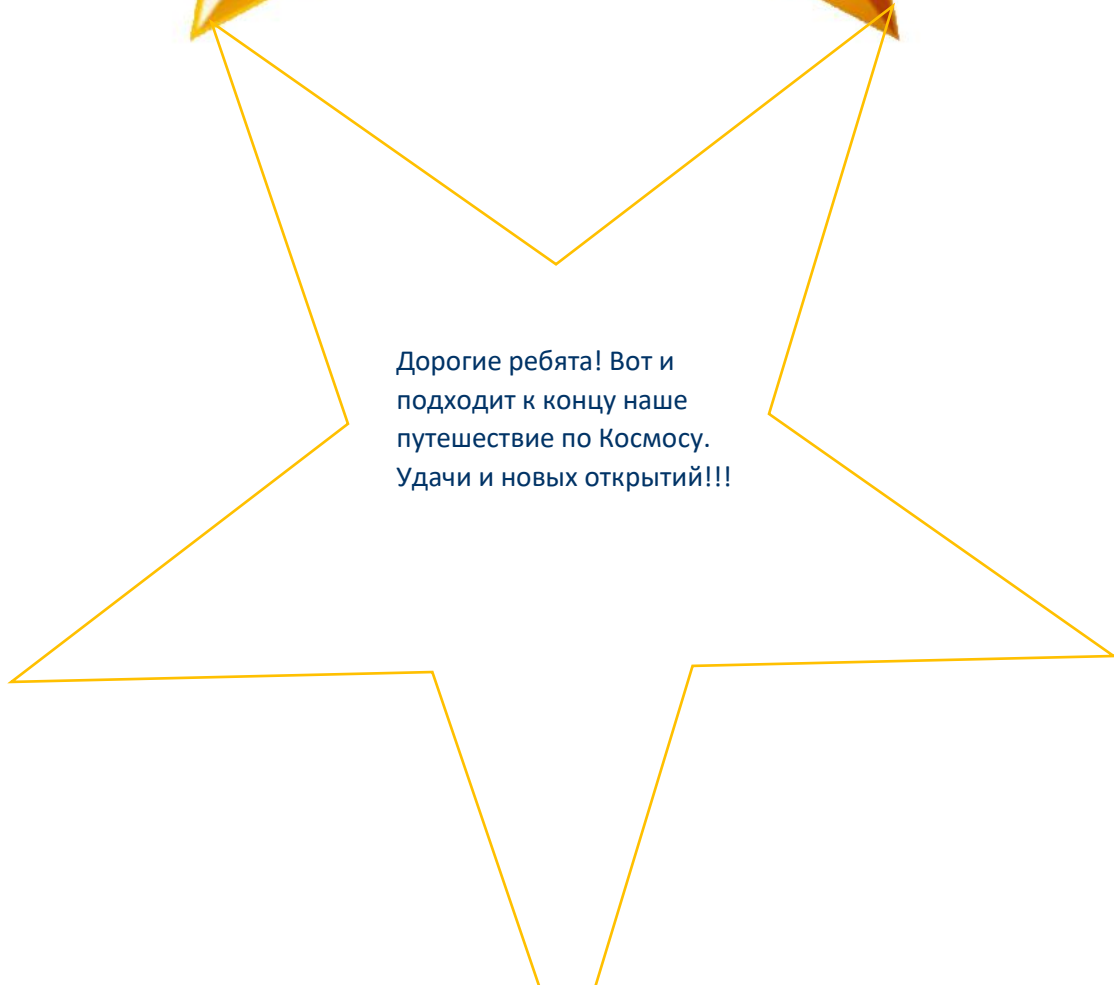 Дорогие ребята! Вот и
подходит к концу наше
путешествие по Космосу.
Удачи и новых открытий!!!